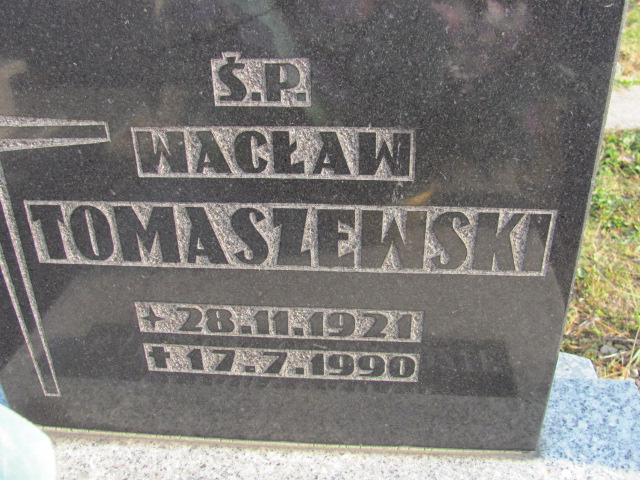 Ś.P.
WACŁAW
TOMASZEWSKI
28.11.1921
✝ 17.7.1990